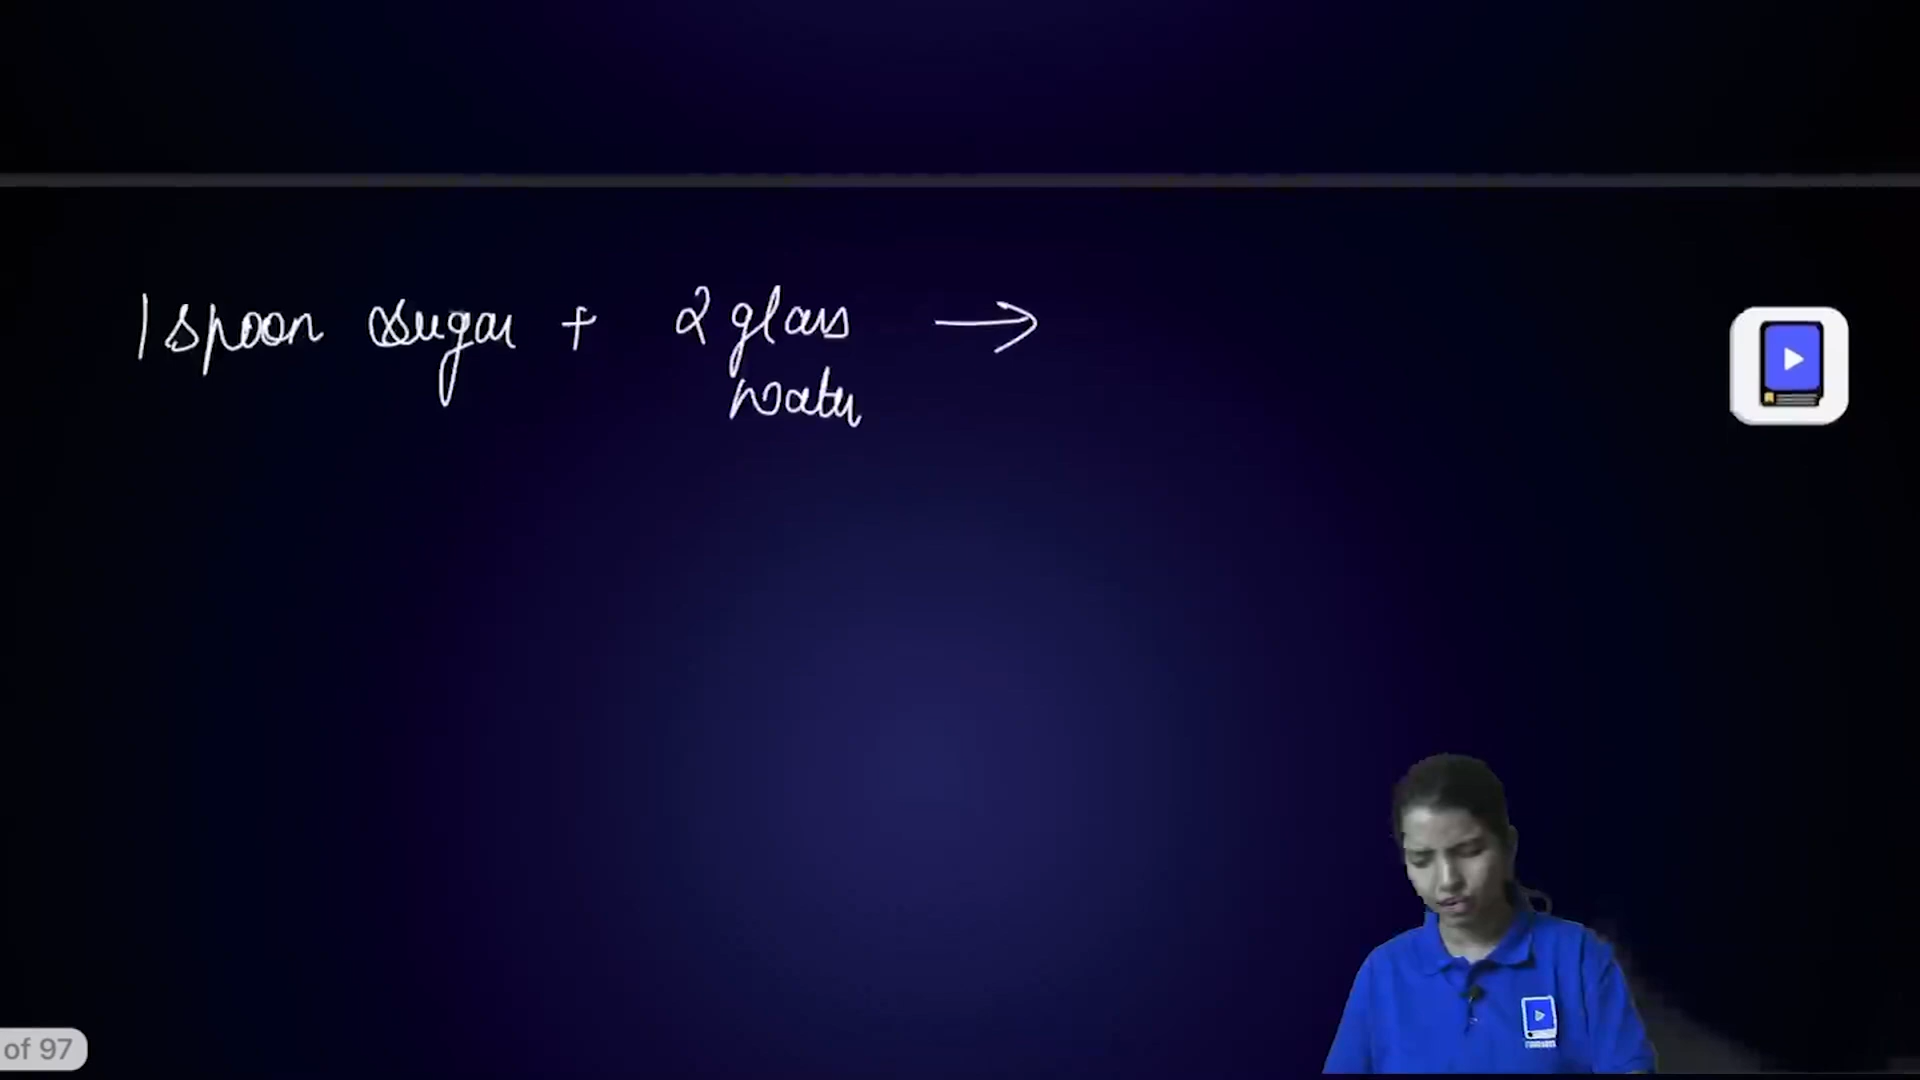 1 spoon sugar + 2 glass →
water
of 97